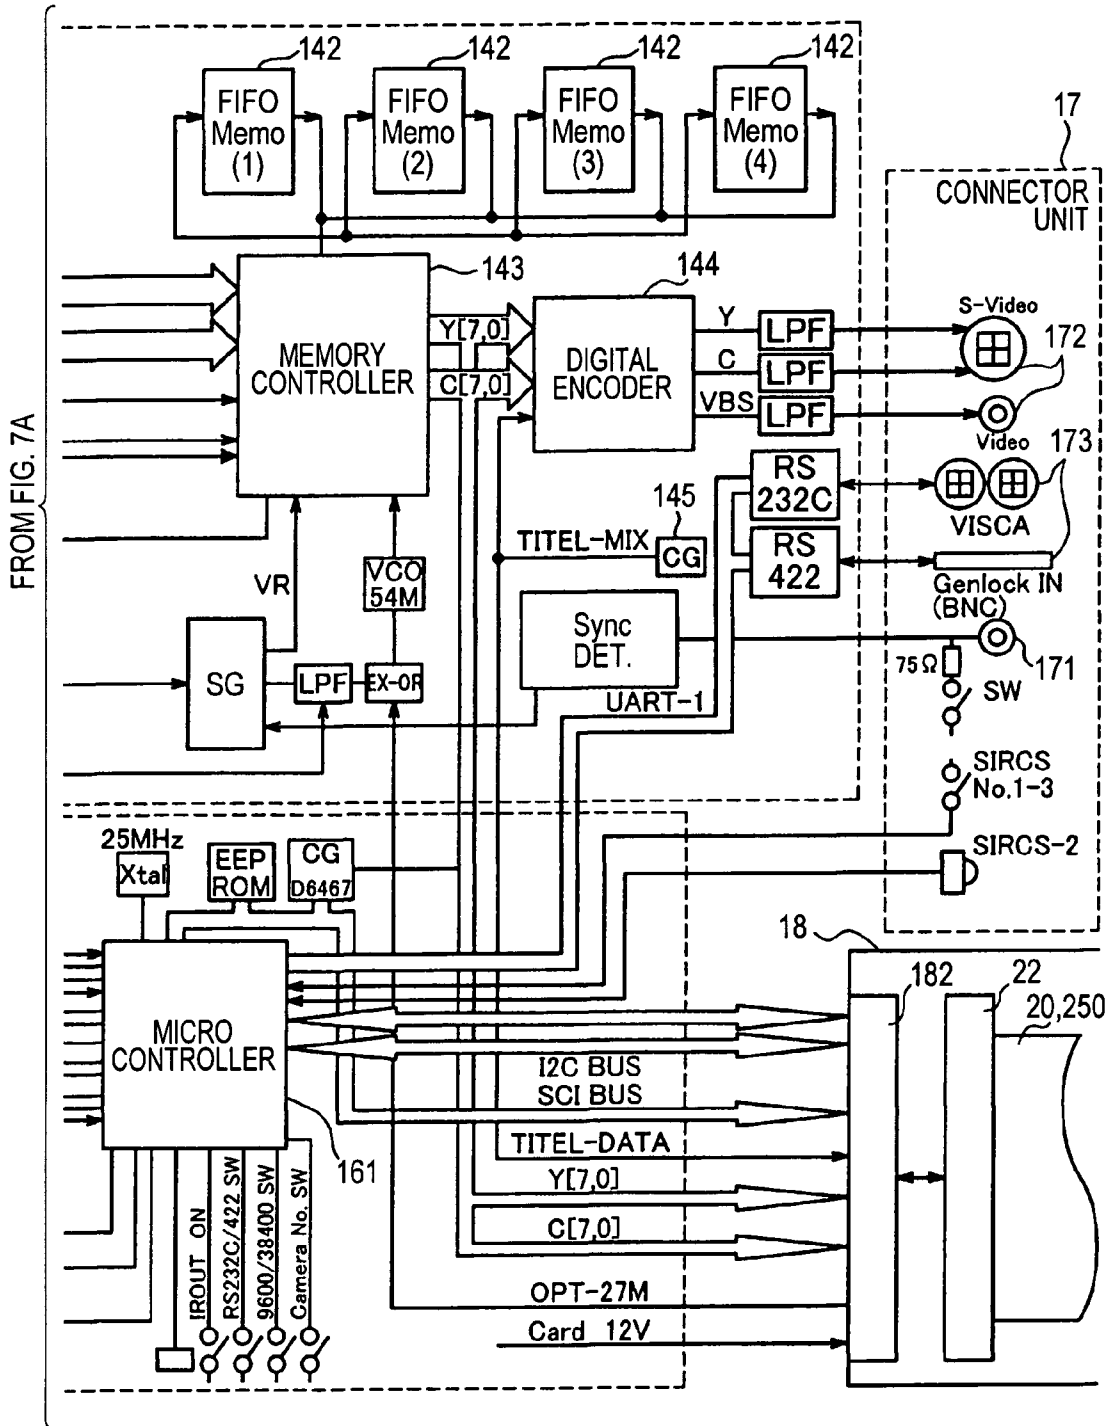 FROM FIG. 7A
142
142
142
142
FIFO
Memo
(1)
FIFO
Memo
(2)
FIFO
Memo
(3)
FIFO
Memo
(4)
17
CONNECTOR
UNIT
143
144
MEMORY
CONTROLLER
Y[7,0]
C[7,0]
DIGITAL
ENCODER
Y
C
VBS
LPF
LPF
LPF
S-Video
172
Video
173
VISCA
RS
232C
RS
422
145
TITEL-MIX
CG
Genlock IN
(BNC)
171
75Ω
SW
VR
VCO
54M
Sync
DET.
SG
LPF
EX-OR
UART-1
SIRCS
No.1-3
SIRCS-2
25MHz
Xtal
EEP
ROM
CG
D6467
18
182
22
20,250
MICRO
CONTROLLER
161
I2C BUS
SCI BUS
TITEL-DATA
Y[7,0]
C[7,0]
OPT-27M
Card 12V
IROUT ON
RS232C/422 SW
9600/38400 SW
Camera No. SW